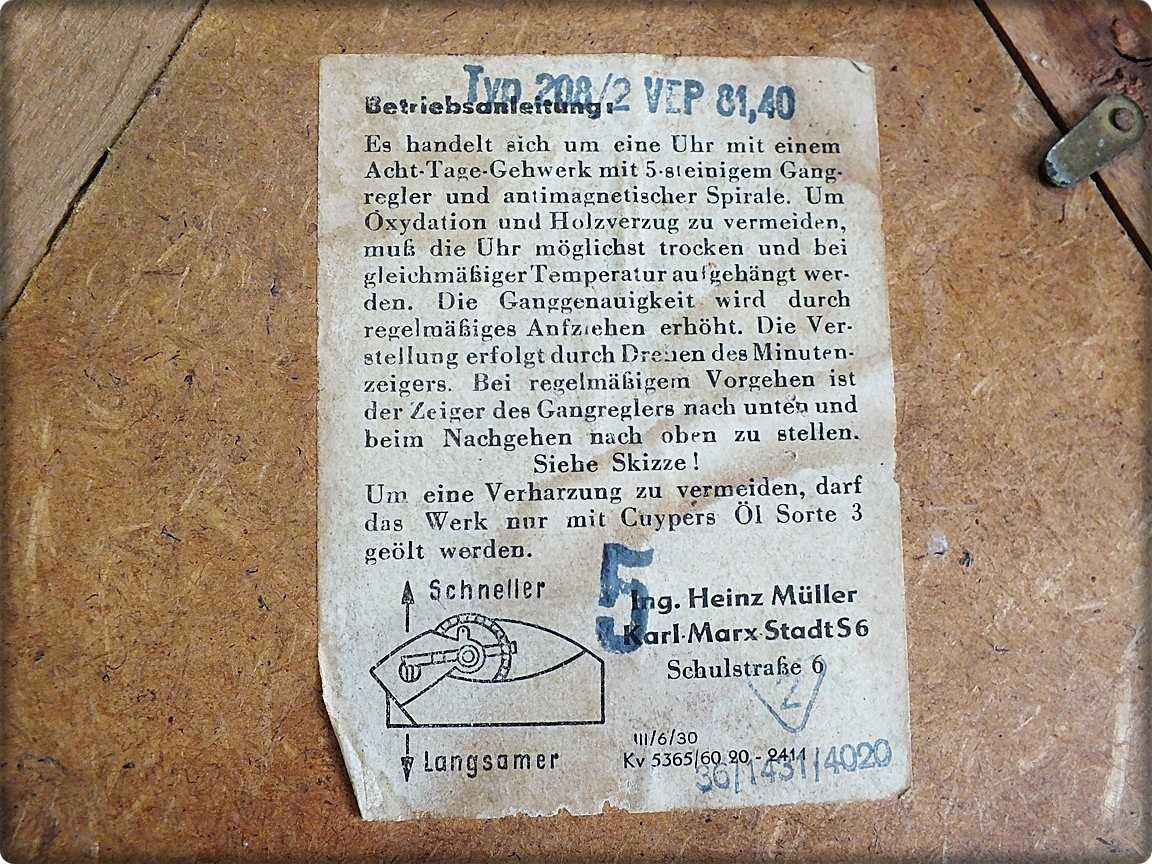 Typ 208/2 VEP 81,40
Betriebsanleitung:
Es handelt sich um eine Uhr mit einem
Acht-Tage-Gehwerk mit 5-steinigem Gang-
regler und antimagnetischer Spirale. Um
Oxydation und Holzverzug zu vermeiden,
muß die Uhr möglichst trocken und bei
gleichmäßiger Temperatur aufgehängt wer-
den. Die Ganggenauigkeit wird durch
regelmäßiges Anfziehen erhöht. Die Ver-
stellung erfolgt durch Drehen des Minuten-
zeigers. Bei regelmäßigem Vorgehen ist
der Zeiger des Gangreglers nach unten und
beim Nachgehen nach oben zu stellen.
Siehe Skizze!
Um eine Verharzung zu vermeiden, darf
das Werk nur mit Cuypers Öl Sorte 3
geölt werden.
Schneller
5
Ing. Heinz Müller
Karl-Marx-Stadt S 6
Schulstraße 6
2
Langsamer
III/6/30
Kv 5365/60 20 - 2411
36/1431/4020